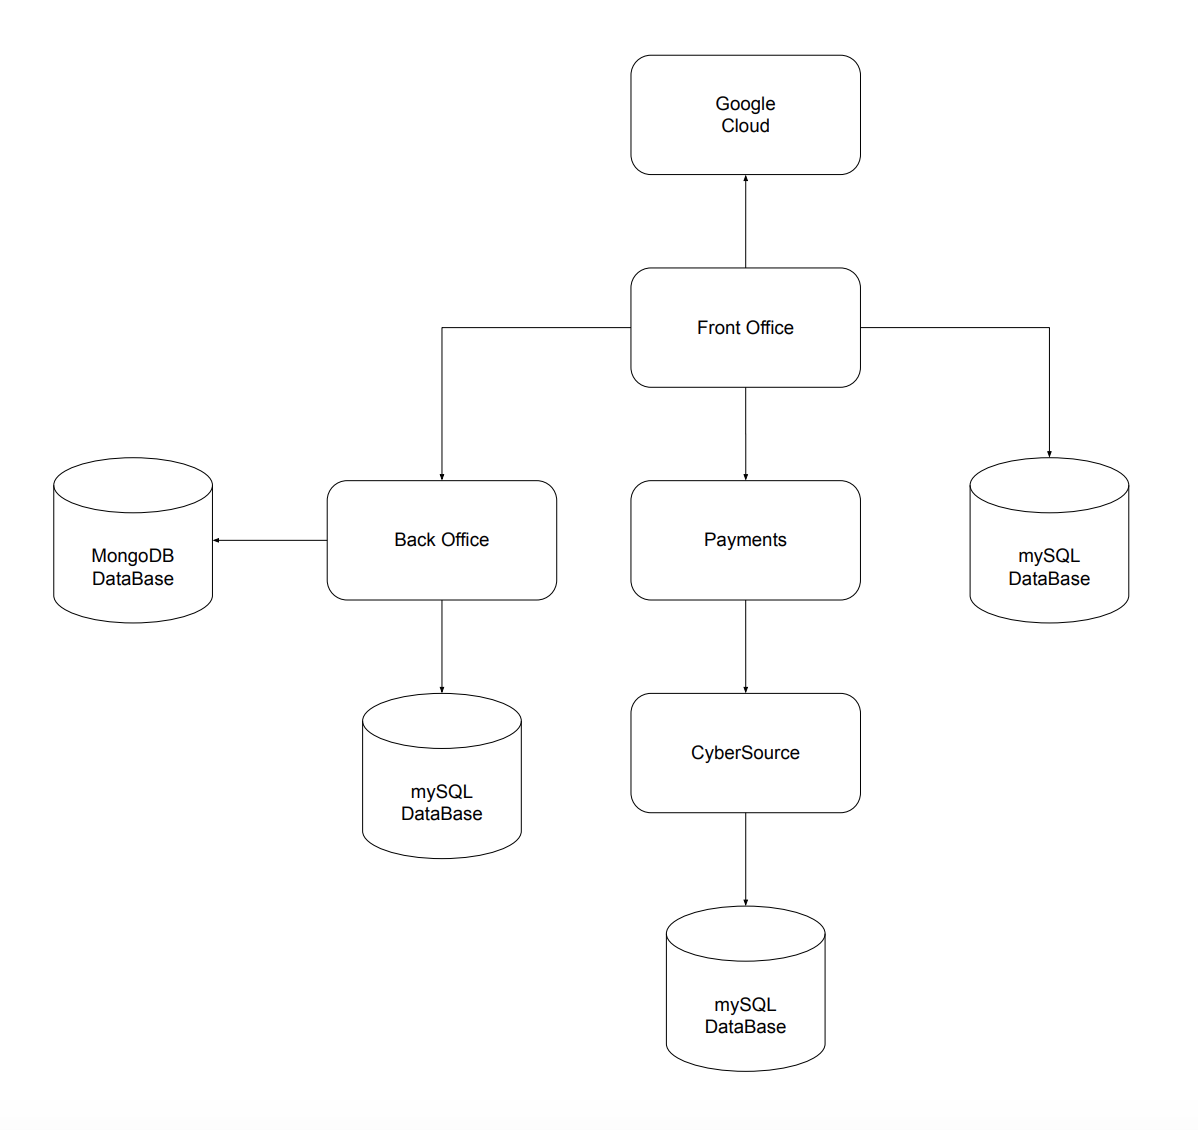 Google
Cloud
Front Office
Back Office
Payments
MongoDB
DataBase
mySQL
DataBase
CyberSource
mySQL
DataBase
mySQL
DataBase